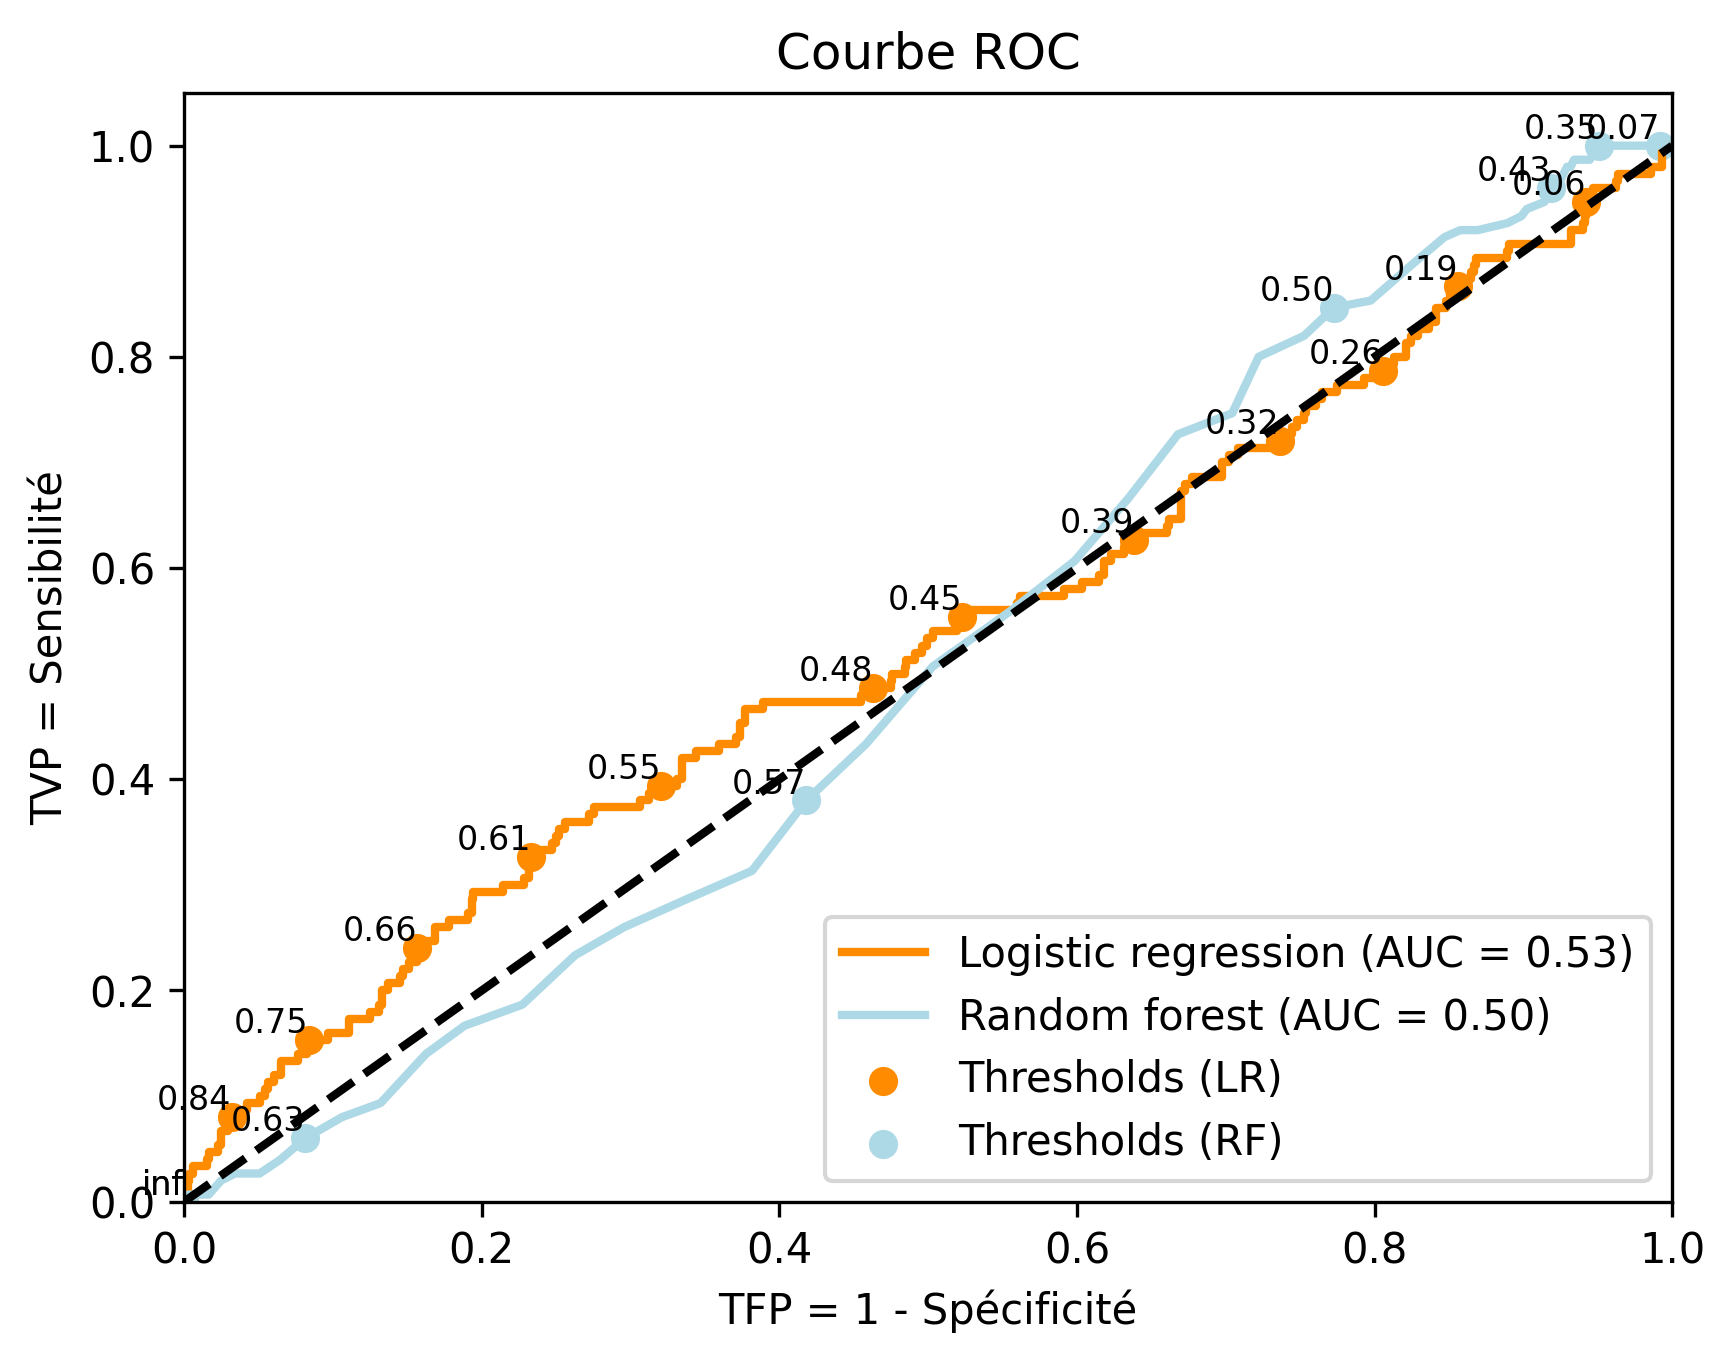 Courbe ROC
1.0
0.8
0.6
0.4
0.2
0.0
TVP = Sensibilité
0.35
0.07
0.43
0.06
0.19
0.50
0.26
0.32
0.39
0.45
0.48
0.55
0.57
0.61
0.66
0.75
0.84
0.63
inf
Logistic regression (AUC = 0.53)
Random forest (AUC = 0.50)
Thresholds (LR)
Thresholds (RF)
0.0 0.2 0.4 0.6 0.8 1.0
TFP = 1 - Spécificité